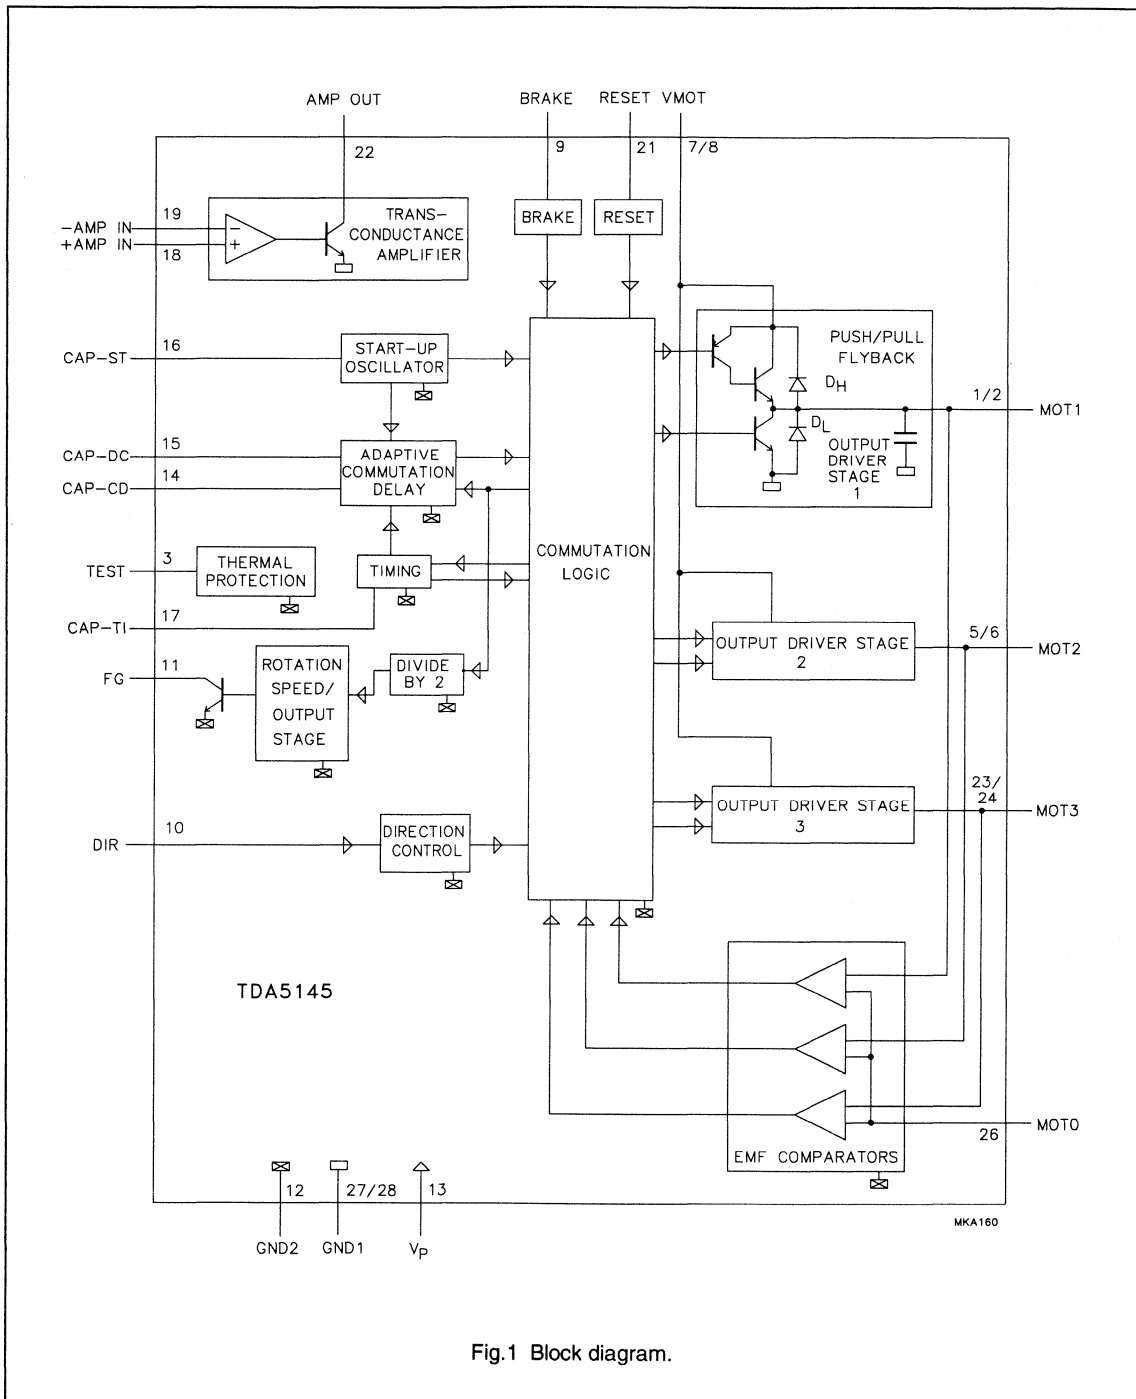 AMP OUT
BRAKE
RESET VMOT
22
9
21
7/8
19
-AMP IN
+AMP IN
18
TRANS-
CONDUCTANCE
AMPLIFIER
BRAKE
RESET
16
CAP-ST
START-UP
OSCILLATOR
PUSH/PULL
FLYBACK
DH
1/2
MOT1
DL
OUTPUT
DRIVER
STAGE
1
15
CAP-DC
14
CAP-CD
ADAPTIVE
COMMUTATION
DELAY
COMMUTATION
LOGIC
3
TEST
THERMAL
PROTECTION
TIMING
17
CAP-TI
5/6
OUTPUT DRIVER STAGE
2
MOT2
11
FG
ROTATION
SPEED/
OUTPUT
STAGE
DIVIDE
BY 2
23/
24
OUTPUT DRIVER STAGE
3
MOT3
10
DIR
DIRECTION
CONTROL
TDA5145
26
MOT0
EMF COMPARATORS
12
27/28
13
GND2
GND1
VP
MKA160
Fig.1 Block diagram.